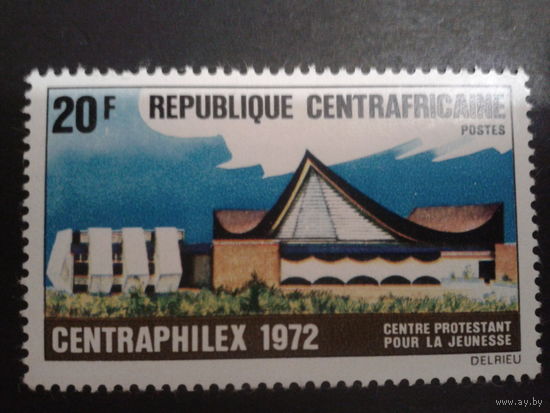 20F REPUBLIQUE CENTRAFRICAINE
POSTES
CENTRAPHILEX 1972
CENTRE PROTESTANT
POUR LA JEUNESSE
DELRIEU
www.ay.by